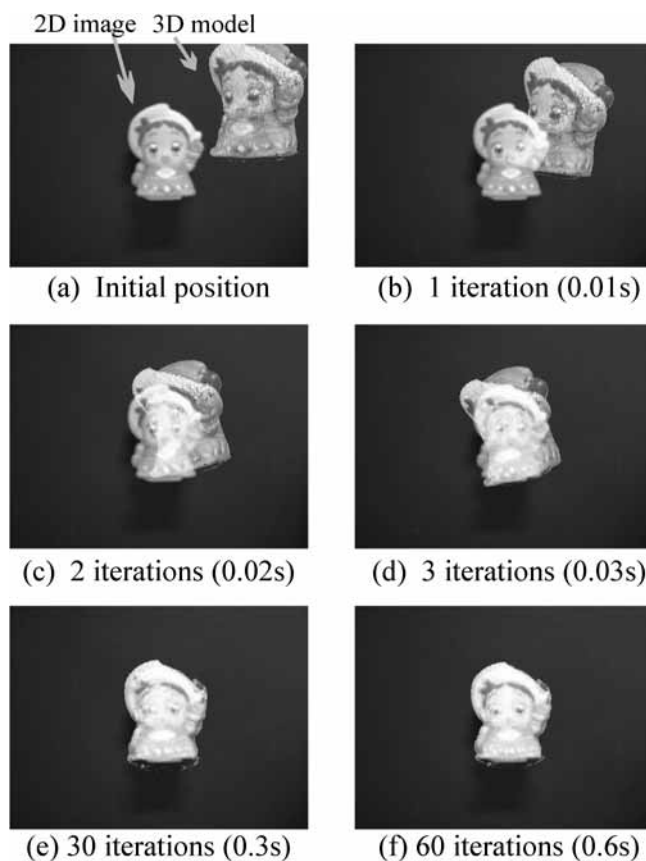 2D image 3D model
(a) Initial position
(b) 1 iteration (0.01s)
(c) 2 iterations (0.02s)
(d) 3 iterations (0.03s)
(e) 30 iterations (0.3s)
(f) 60 iterations (0.6s)